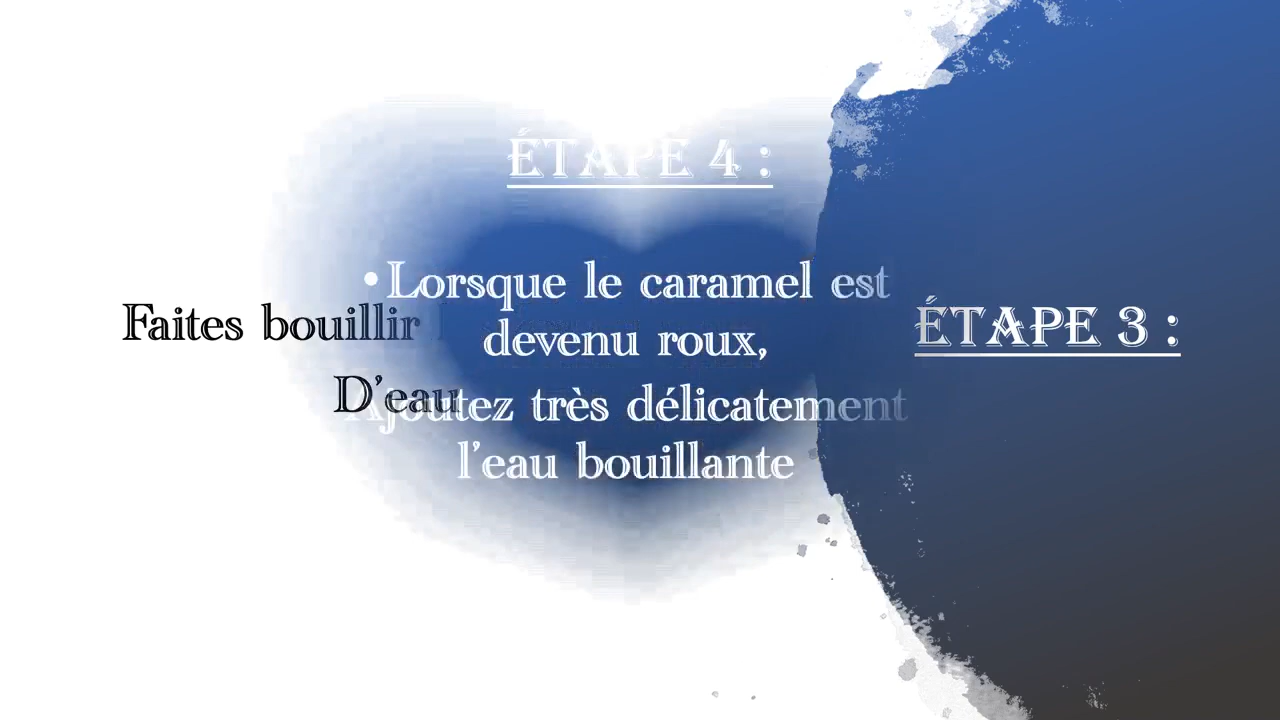 ÉTAPE 4 :
• Lorsque le caramel est
devenu roux,
Ajoutez très délicatement
l'eau bouillante
Faites bouillir
D'eau
ÉTAPE 3 :